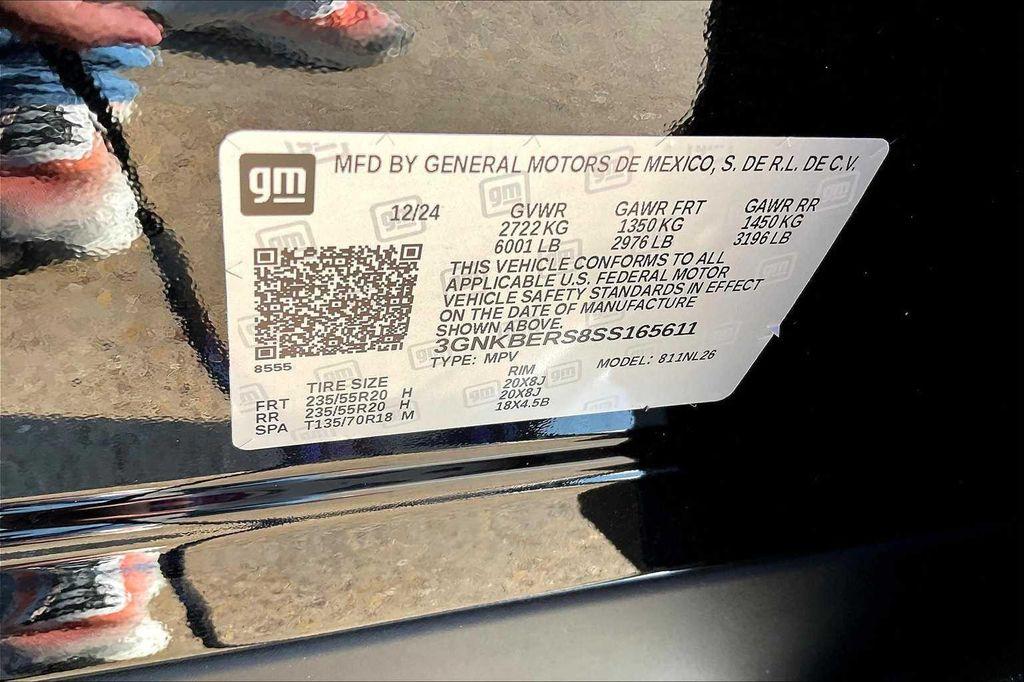 gm
MFD BY GENERAL MOTORS DE MEXICO, S. DE R.L. DE C.V.
12/24
GVWR GAWR FRT GAWR RR
2722 KG 1350 KG 1450 KG
6001 LB 2976 LB 3196 LB
THIS VEHICLE CONFORMS TO ALL
APPLICABLE U.S. FEDERAL MOTOR
VEHICLE SAFETY STANDARDS IN EFFECT
ON THE DATE OF MANUFACTURE
SHOWN ABOVE.
3GNKBERS8SS165611
8555
TYPE: MPV MODEL: 811NL26
TIRE SIZE RIM
FRT 235/55R20 H 20X8J
RR 235/55R20 H 20X8J
SPA T135/70R18 M 18X4.5B